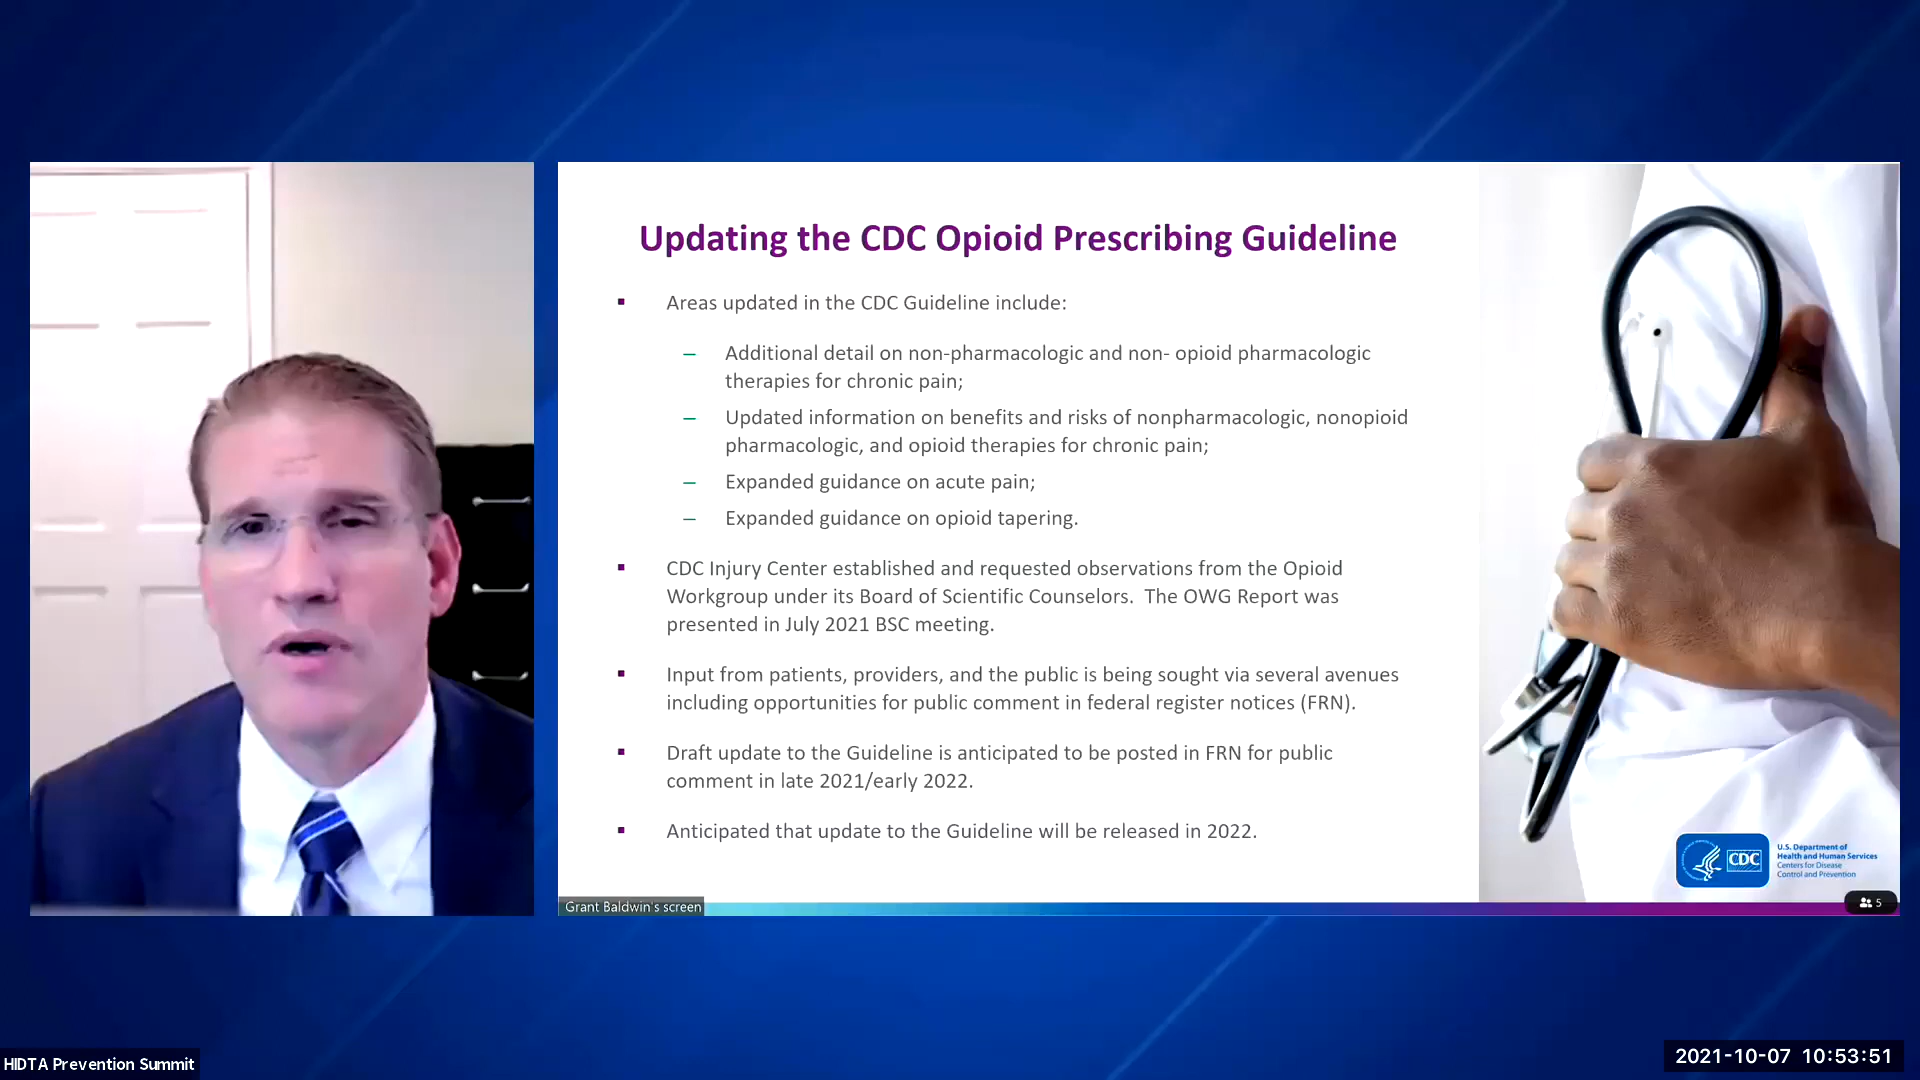 Updating the CDC Opioid Prescribing Guideline
▪ Areas updated in the CDC Guideline include:
– Additional detail on non-pharmacologic and non- opioid pharmacologic
therapies for chronic pain;
– Updated information on benefits and risks of nonpharmacologic, nonopioid
pharmacologic, and opioid therapies for chronic pain;
– Expanded guidance on acute pain;
– Expanded guidance on opioid tapering.
▪ CDC Injury Center established and requested observations from the Opioid
Workgroup under its Board of Scientific Counselors.  The OWG Report was
presented in July 2021 BSC meeting.
▪ Input from patients, providers, and the public is being sought via several avenues
including opportunities for public comment in federal register notices (FRN).
▪ Draft update to the Guideline is anticipated to be posted in FRN for public
comment in late 2021/early 2022.
▪ Anticipated that update to the Guideline will be released in 2022.
CDC
U.S. Department of
Health and Human Services
Centers for Disease
Control and Prevention
Grant Baldwin's screen
5
HIDTA Prevention Summit
2021-10-07 10:53:51